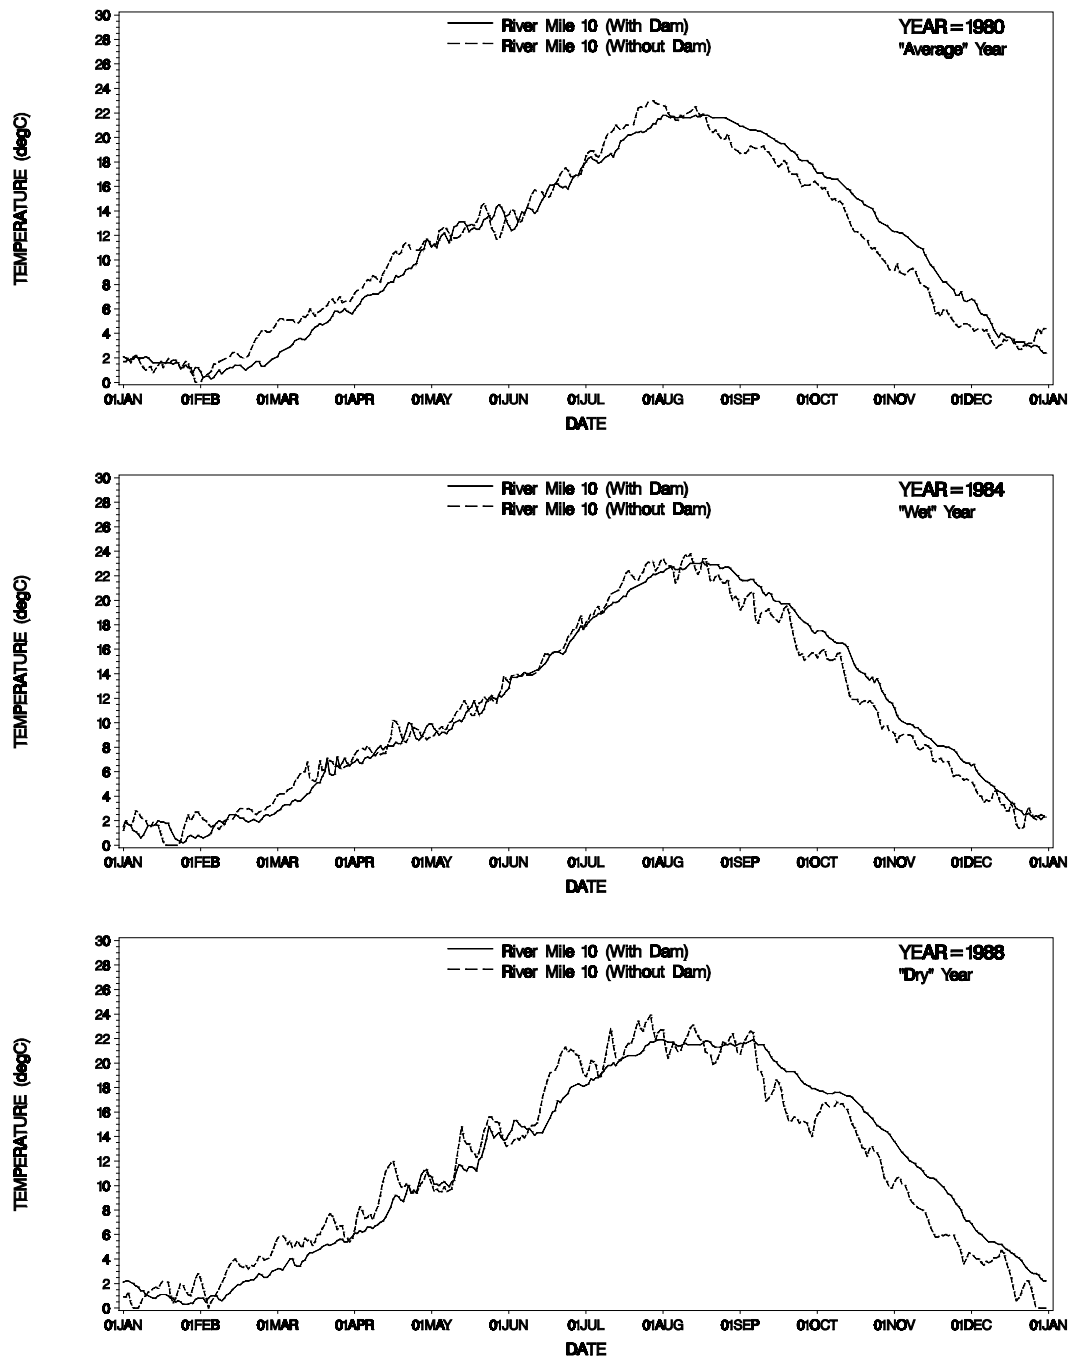 30
28
26
24
22
20
18
16
14
12
10
8
6
4
2
0
TEMPERATURE (degC)
River Mile 10 (With Dam)
River Mile 10 (Without Dam)
YEAR=1980
"Average" Year
01JAN 01FEB 01MAR 01APR 01MAY 01JUN 01JUL 01AUG 01SEP 01OCT 01NOV 01DEC 01JAN
DATE
30
28
26
24
22
20
18
16
14
12
10
8
6
4
2
0
TEMPERATURE (degC)
River Mile 10 (With Dam)
River Mile 10 (Without Dam)
YEAR=1984
"Wet" Year
01JAN 01FEB 01MAR 01APR 01MAY 01JUN 01JUL 01AUG 01SEP 01OCT 01NOV 01DEC 01JAN
DATE
30
28
26
24
22
20
18
16
14
12
10
8
6
4
2
0
TEMPERATURE (degC)
River Mile 10 (With Dam)
River Mile 10 (Without Dam)
YEAR=1988
"Dry" Year
01JAN 01FEB 01MAR 01APR 01MAY 01JUN 01JUL 01AUG 01SEP 01OCT 01NOV 01DEC 01JAN
DATE